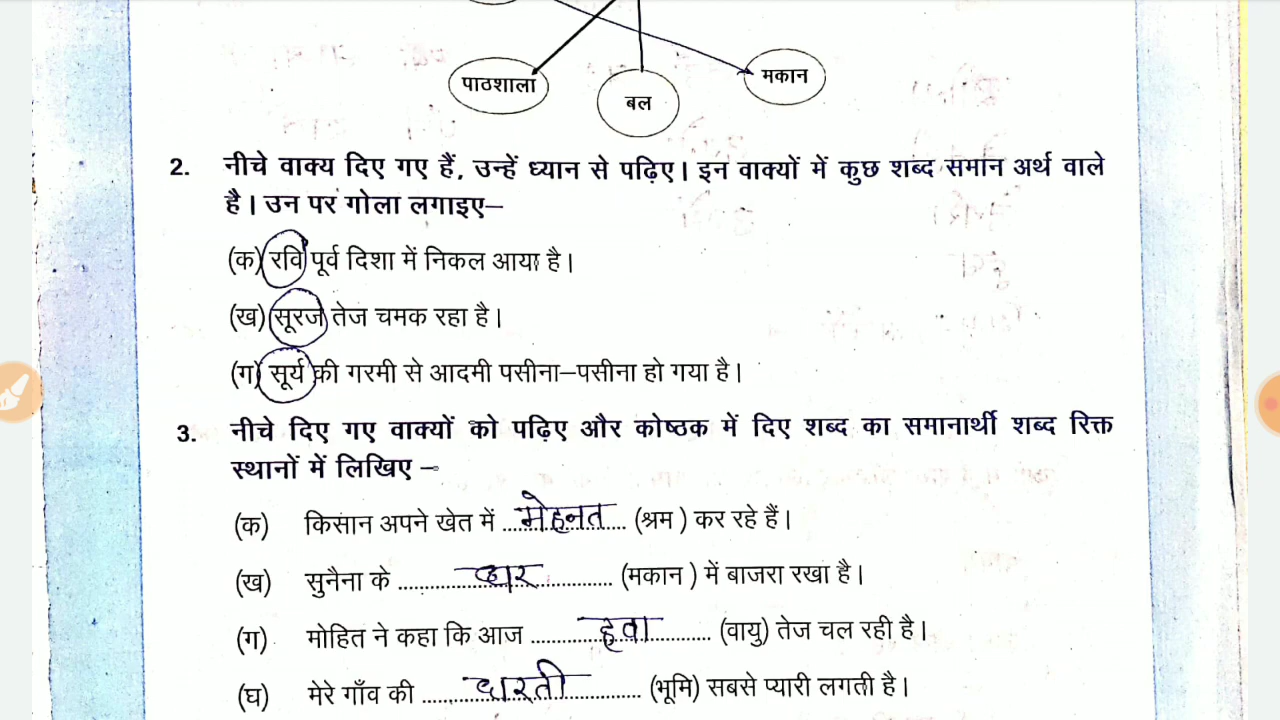 पाठशाला
बल
मकान
2. नीचे वाक्य दिए गए हैं, उन्हें ध्यान से पढ़िए। इन वाक्यों में कुछ शब्द समान अर्थ वाले
है। उन पर गोला लगाइए–
(क) रवि पूर्व दिशा में निकल आया है।
(ख) सूरज तेज चमक रहा है।
(ग) सूर्य की गरमी से आदमी पसीना–पसीना हो गया है।
3. नीचे दिए गए वाक्यों को पढ़िए और कोष्ठक में दिए शब्द का समानार्थी शब्द रिक्त
स्थानों में लिखिए –
(क) किसान अपने खेत में ...मेहनत... (श्रम ) कर रहे हैं।
(ख) सुनैना के ...घर... (मकान ) में बाजरा रखा है।
(ग) मोहित ने कहा कि आज ...हवा... (वायु) तेज चल रही है।
(घ) मेरे गाँव की ...धरती... (भूमि) सबसे प्यारी लगती है।